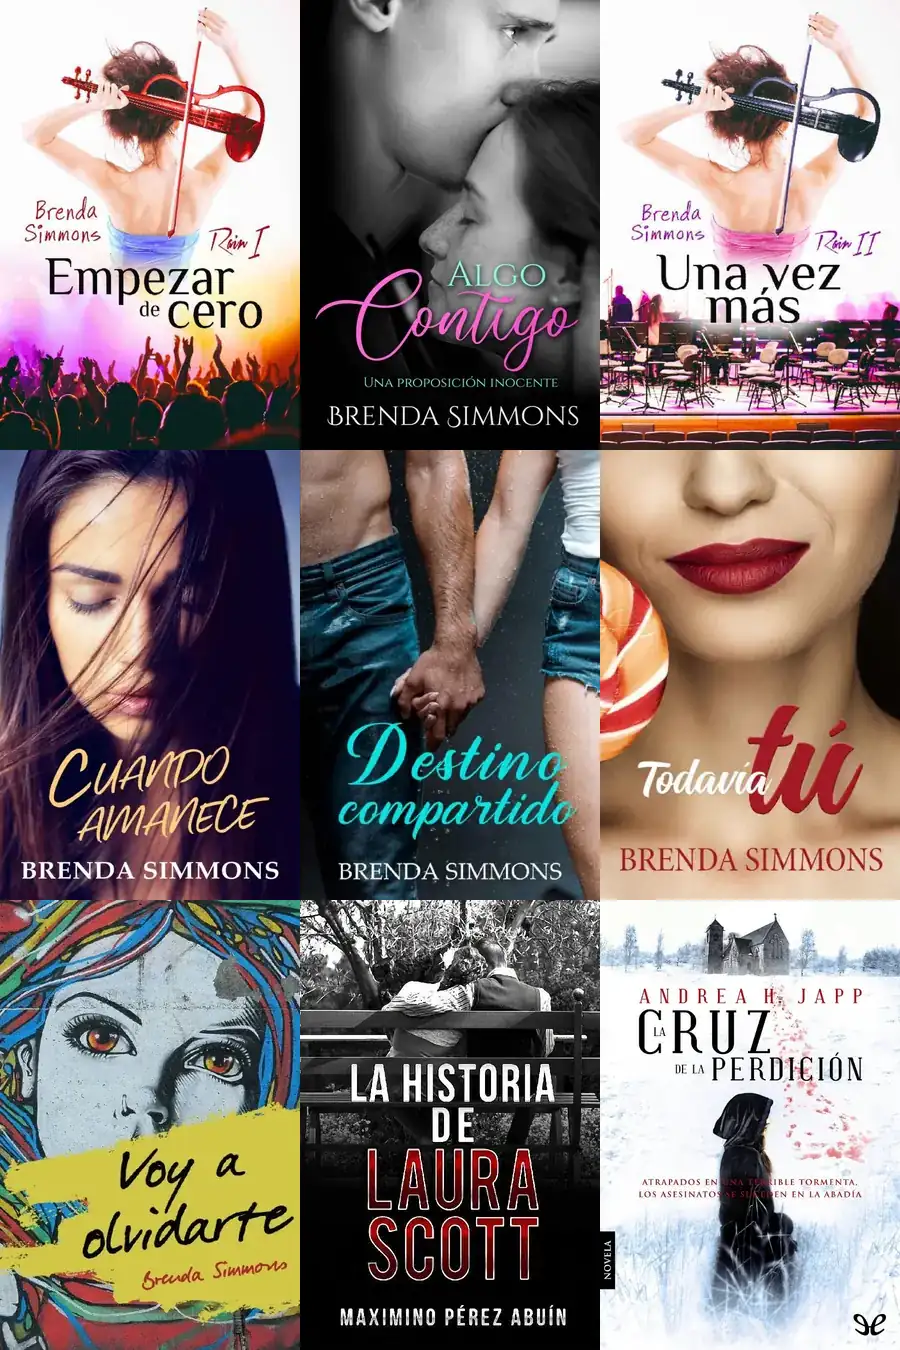 Brenda
Simmons
Rain I
Empezar
de cero
ALGO
Contigo
UNA PROPOSICIÓN INOCENTE
BRENDA SIMMONS
Brenda
Simmons
Rain II
Una vez
más
CUANDO
AMANECE
BRENDA SIMMONS
Destino
compartido
BRENDA SIMMONS
Todavía tú
BRENDA SIMMONS
Voy a
olvidarte
Brenda Simmons
LA HISTORIA
DE
LAURA
SCOTT
MAXIMINO PÉREZ ABUÍN
ANDREA H. JAPP
LA CRUZ
DE LA PERDICIÓN
ATRAPADOS EN UNA TERRIBLE TORMENTA,
LOS ASESINATOS SE SUCEDEN EN LA ABADÍA
NOVELA